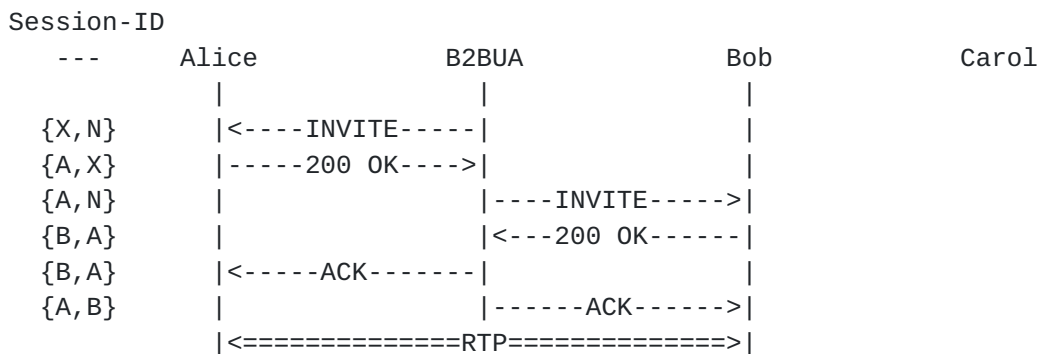 Session-ID
   ---     Alice            B2BUA             Bob            Carol
             |                |                |
  {X,N}      |<----INVITE-----|                |
  {A,X}      |-----200 OK---->|                |
  {A,N}      |                |----INVITE----->|
  {B,A}      |                |<---200 OK------|
  {B,A}      |<-----ACK-------|                |
  {A,B}      |                |------ACK------>|
             |<==============RTP==============>|